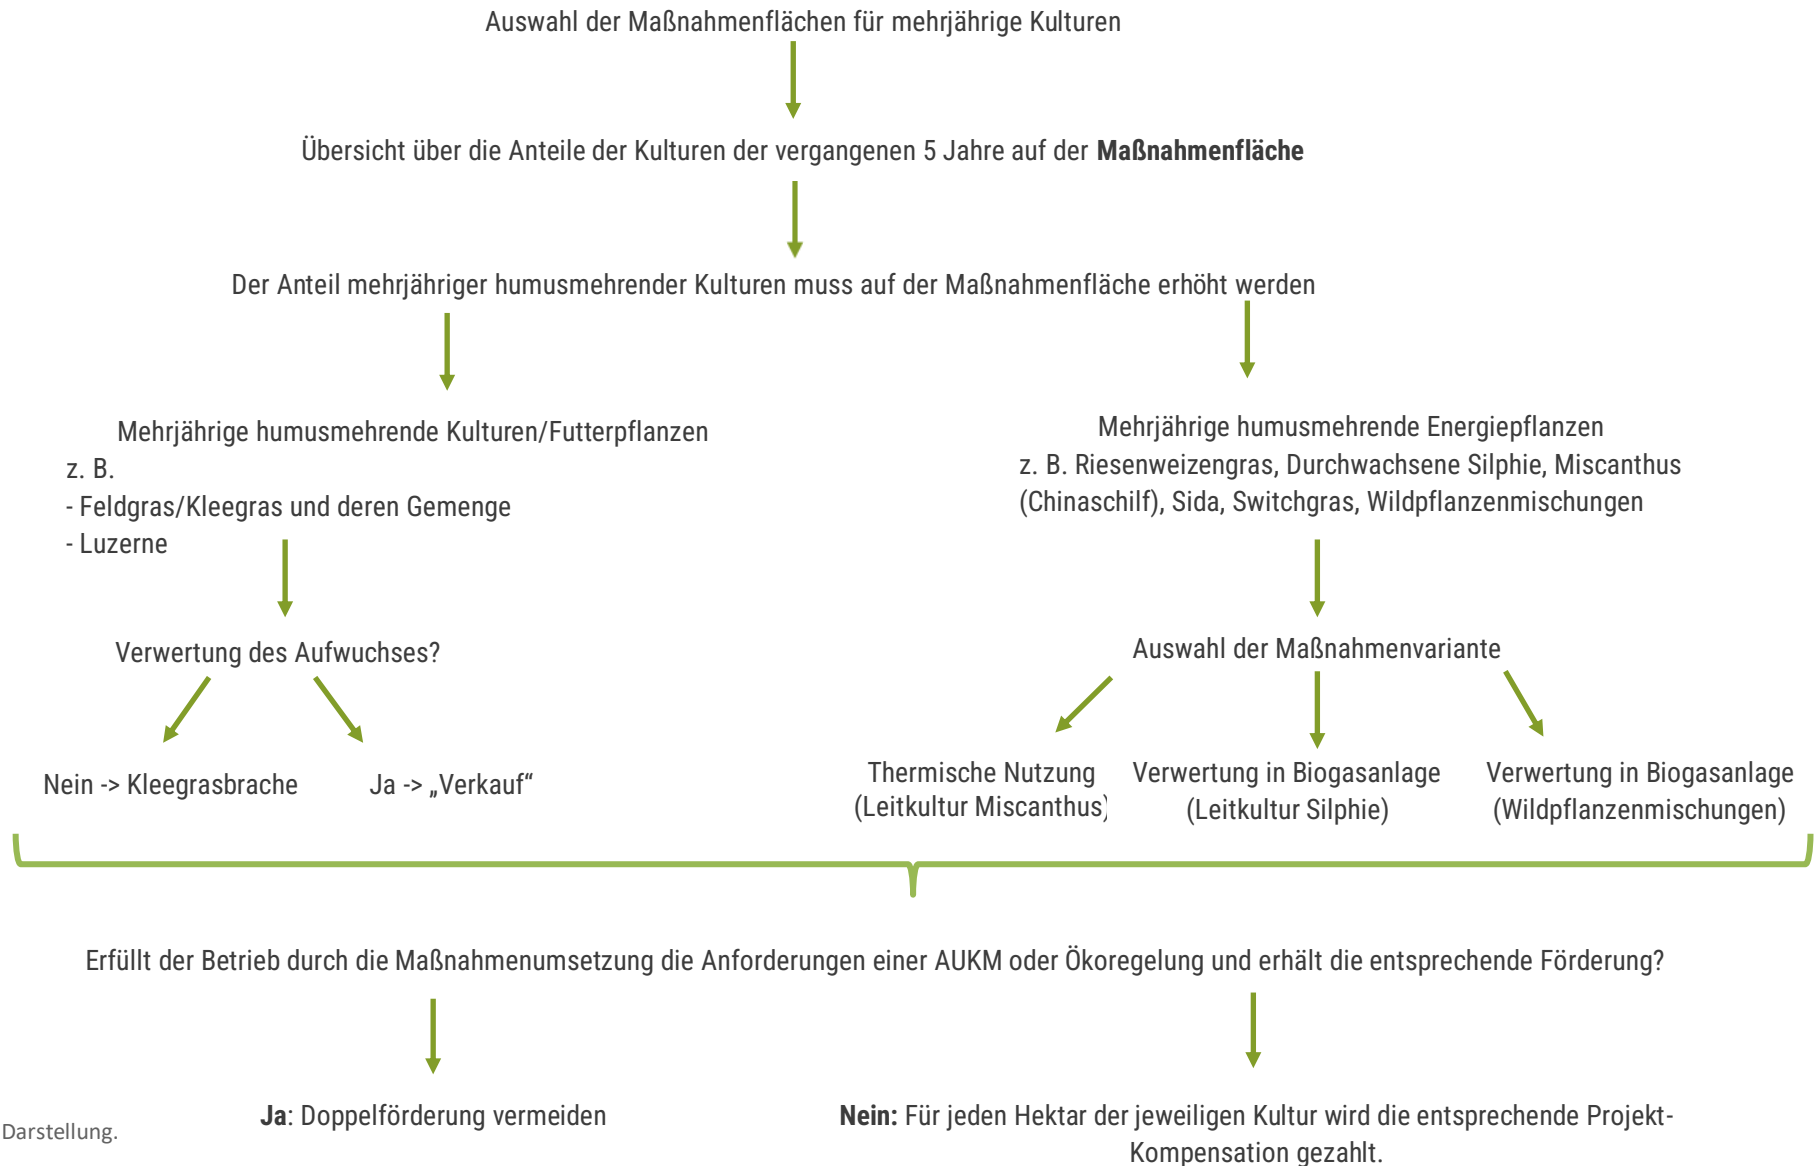 Auswahl der Maßnahmenflächen für mehrjährige Kulturen
Übersicht über die Anteile der Kulturen der vergangenen 5 Jahre auf der Maßnahmenfläche
Der Anteil mehrjähriger humusmehrender Kulturen muss auf der Maßnahmenfläche erhöht werden
Mehrjährige humusmehrende Kulturen/Futterpflanzen
z. B.
- Feldgras/Kleegras und deren Gemenge
- Luzerne
Mehrjährige humusmehrende Energiepflanzen
z. B. Riesenweizengras, Durchwachsene Silphie, Miscanthus
(Chinaschilf), Sida, Switchgras, Wildpflanzenmischungen
Verwertung des Aufwuchses?
Auswahl der Maßnahmenvariante
Nein -> Kleegrasbrache
Ja -> „Verkauf“
Thermische Nutzung
(Leitkultur Miscanthus)
Verwertung in Biogasanlage
(Leitkultur Silphie)
Verwertung in Biogasanlage
(Wildpflanzenmischungen)
Erfüllt der Betrieb durch die Maßnahmenumsetzung die Anforderungen einer AUKM oder Ökoregelung und erhält die entsprechende Förderung?
Ja: Doppelförderung vermeiden
Nein: Für jeden Hektar der jeweiligen Kultur wird die entsprechende Projekt-
Kompensation gezahlt.
Darstellung.